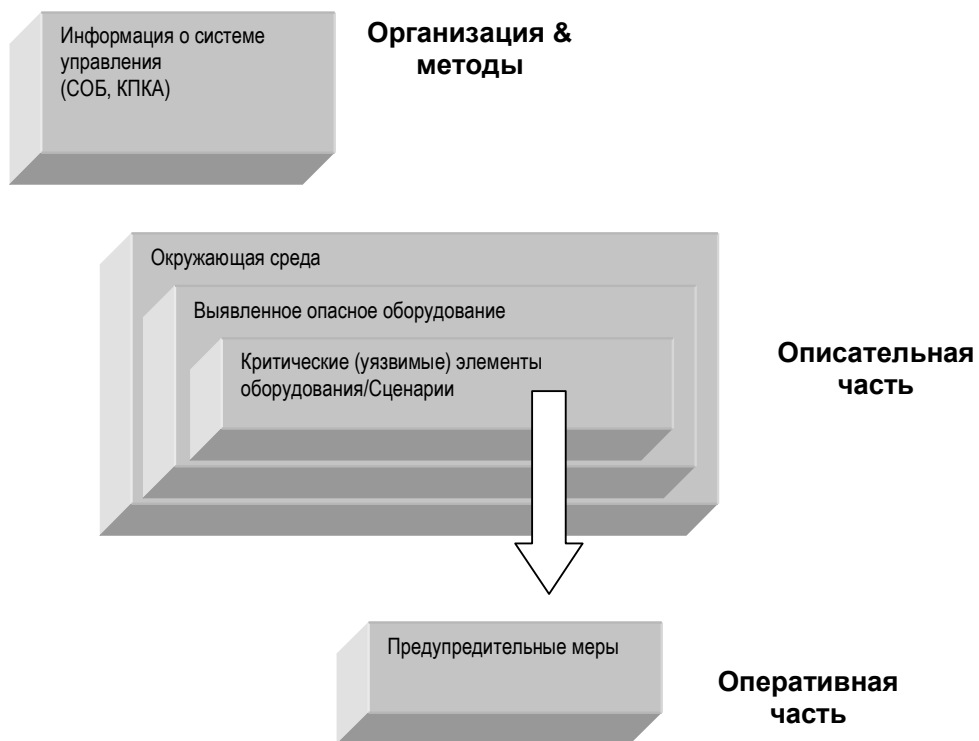 Информация о системе
управления
(СОБ, КПКА)
Организация &
методы
Окружающая среда
Выявленное опасное оборудование
Критические (уязвимые) элементы
оборудования/Сценарии
Описательная
часть
Предупредительные меры
Оперативная
часть